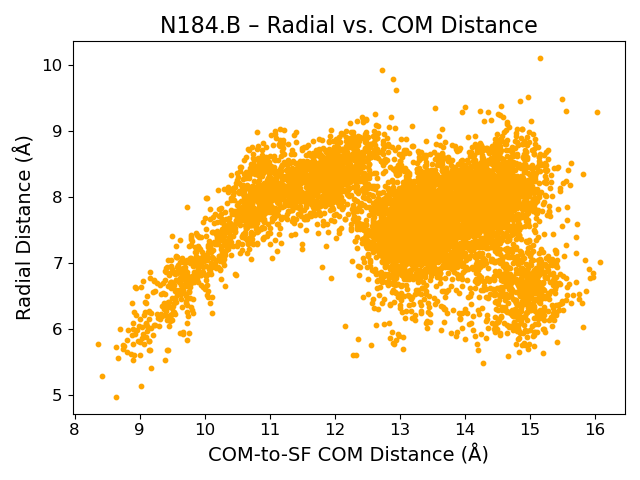 N184.B – Radial vs. COM Distance
Radial Distance (Å)
10
9
8
7
6
5
8 9 10 11 12 13 14 15 16
COM-to-SF COM Distance (Å)